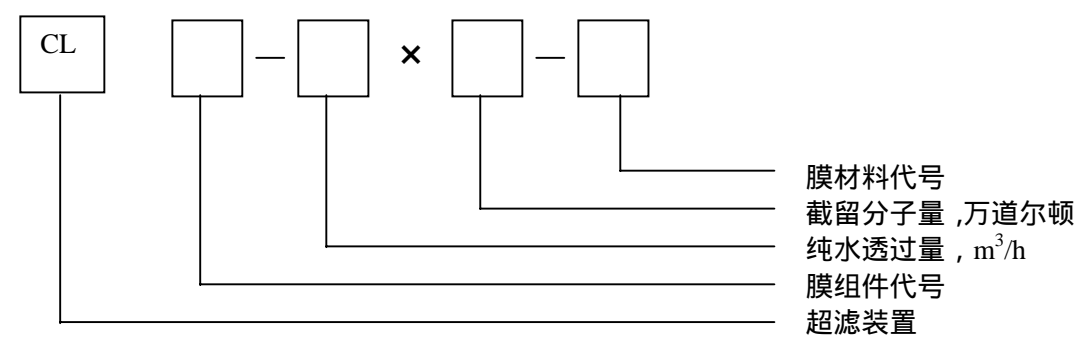 CL — × —
膜材料代号
截留分子量,万道尔顿
纯水透过量，m³/h
膜组件代号
超滤装置